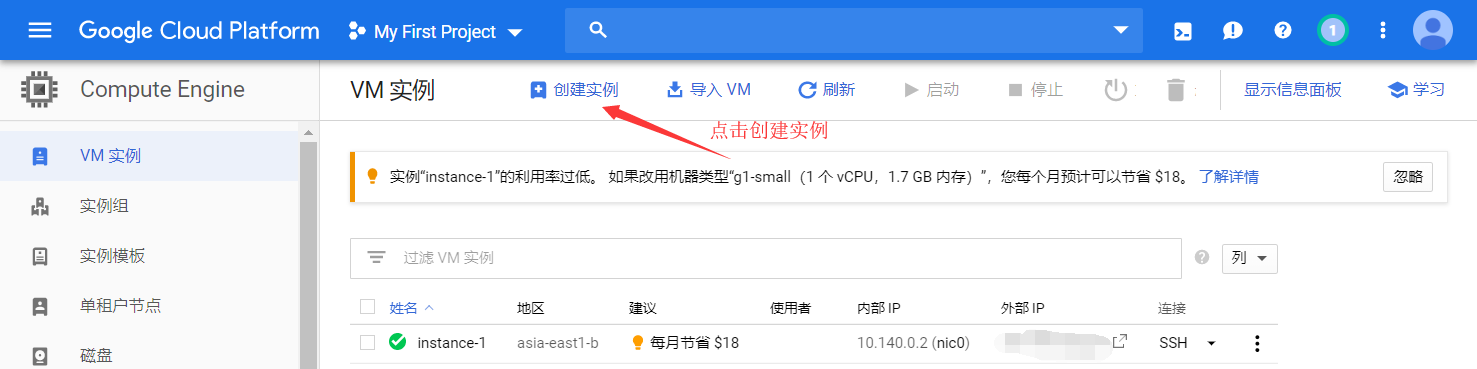 Google Cloud Platform My First Project 1
Compute Engine VM 实例 创建实例 导入 VM 刷新 启动 停止 显示信息面板 学习
点击创建实例
VM 实例
实例“instance-1”的利用率过低。 如果改用机器类型“g1-small（1 个 vCPU，1.7 GB 内存）”，您每个月预计可以节省 $18。 了解详情 忽略
实例组
实例模板
过滤 VM 实例 列
单租户节点
姓名 地区 建议 使用者 内部 IP 外部 IP 连接
instance-1 asia-east1-b 每月节省 $18 10.140.0.2 (nic0) SSH
磁盘